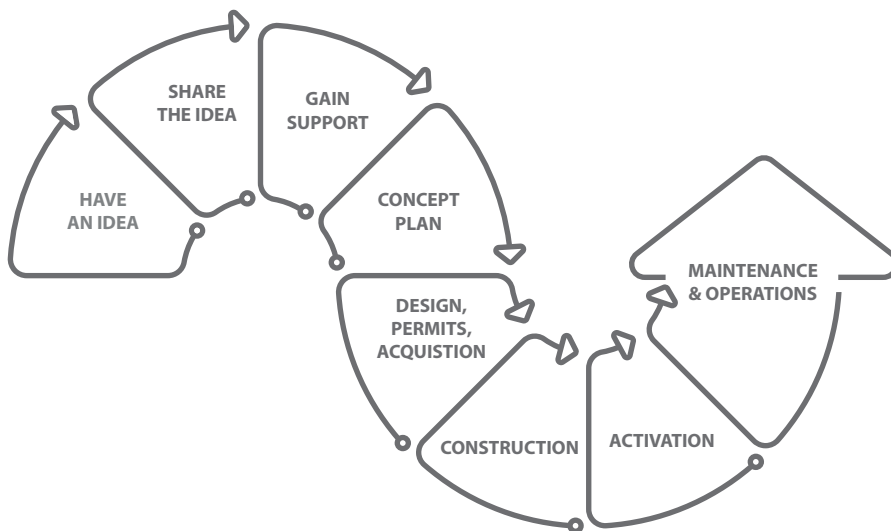 HAVE
AN IDEA
SHARE
THE IDEA
GAIN
SUPPORT
CONCEPT
PLAN
DESIGN,
PERMITS,
ACQUISTION
CONSTRUCTION
ACTIVATION
MAINTENANCE
& OPERATIONS